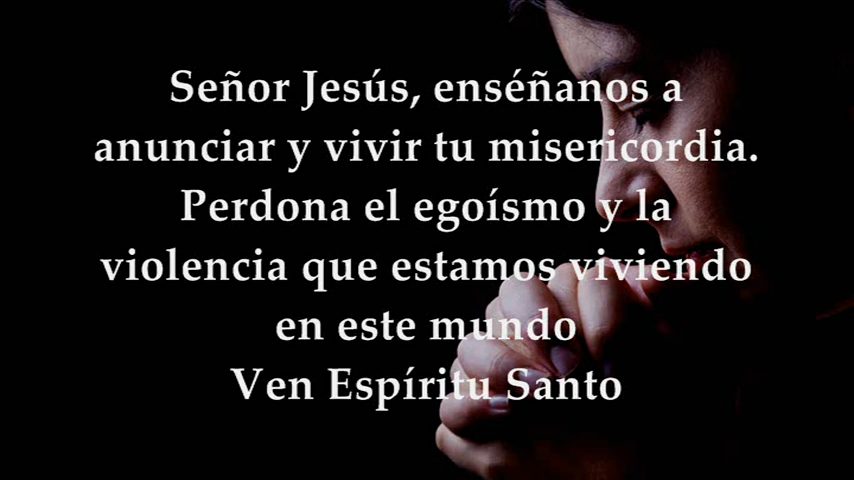 Señor Jesús, enséñanos a
anunciar y vivir tu misericordia.
Perdona el egoísmo y la
violencia que estamos viviendo
en este mundo
Ven Espíritu Santo